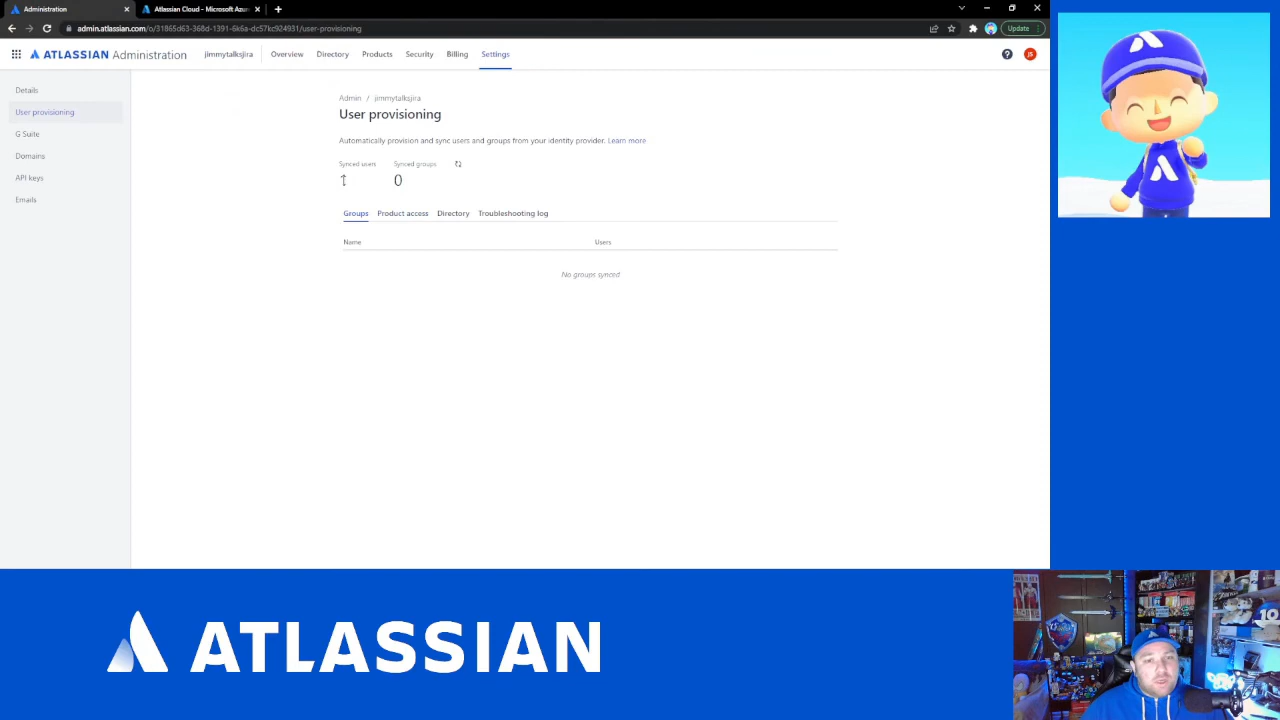 Administration
Atlassian Cloud - Microsoft Azur
admin.atlassian.com/o/31865d63-368d-1391-6k6a-dc57kc924931/user-provisioning
Update
ATLASSIAN Administration
jimmytalksjira
Overview
Directory
Products
Security
Billing
Settings
JS
Details
User provisioning
G Suite
Domains
API keys
Emails
Admin / jimmytalksjira
User provisioning
Automatically provision and sync users and groups from your identity provider. Learn more
Synced users
Synced groups
0
Groups
Product access
Directory
Troubleshooting log
Name
Users
No groups synced
ATLASSIAN